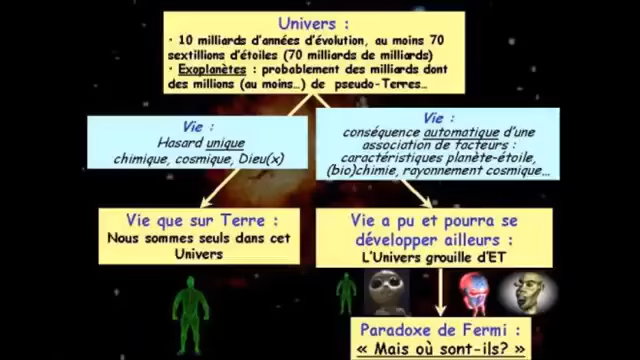 Univers :
• 10 milliards d'années d'évolution, au moins 70
sextillions d'étoiles (70 milliards de milliards)
• Exoplanètes : probablement des milliards dont
des millions (au moins…) de pseudo-Terres…
Vie :
Hasard unique
chimique, cosmique, Dieu(x)
Vie :
conséquence automatique d'une
association de facteurs :
caractéristiques planète-étoile,
(bio)chimie, rayonnement cosmique…
Vie que sur Terre :
Nous sommes seuls dans cet
Univers
Vie a pu et pourra se
développer ailleurs :
L'Univers grouille d'ET
Paradoxe de Fermi :
« Mais où sont-ils? »